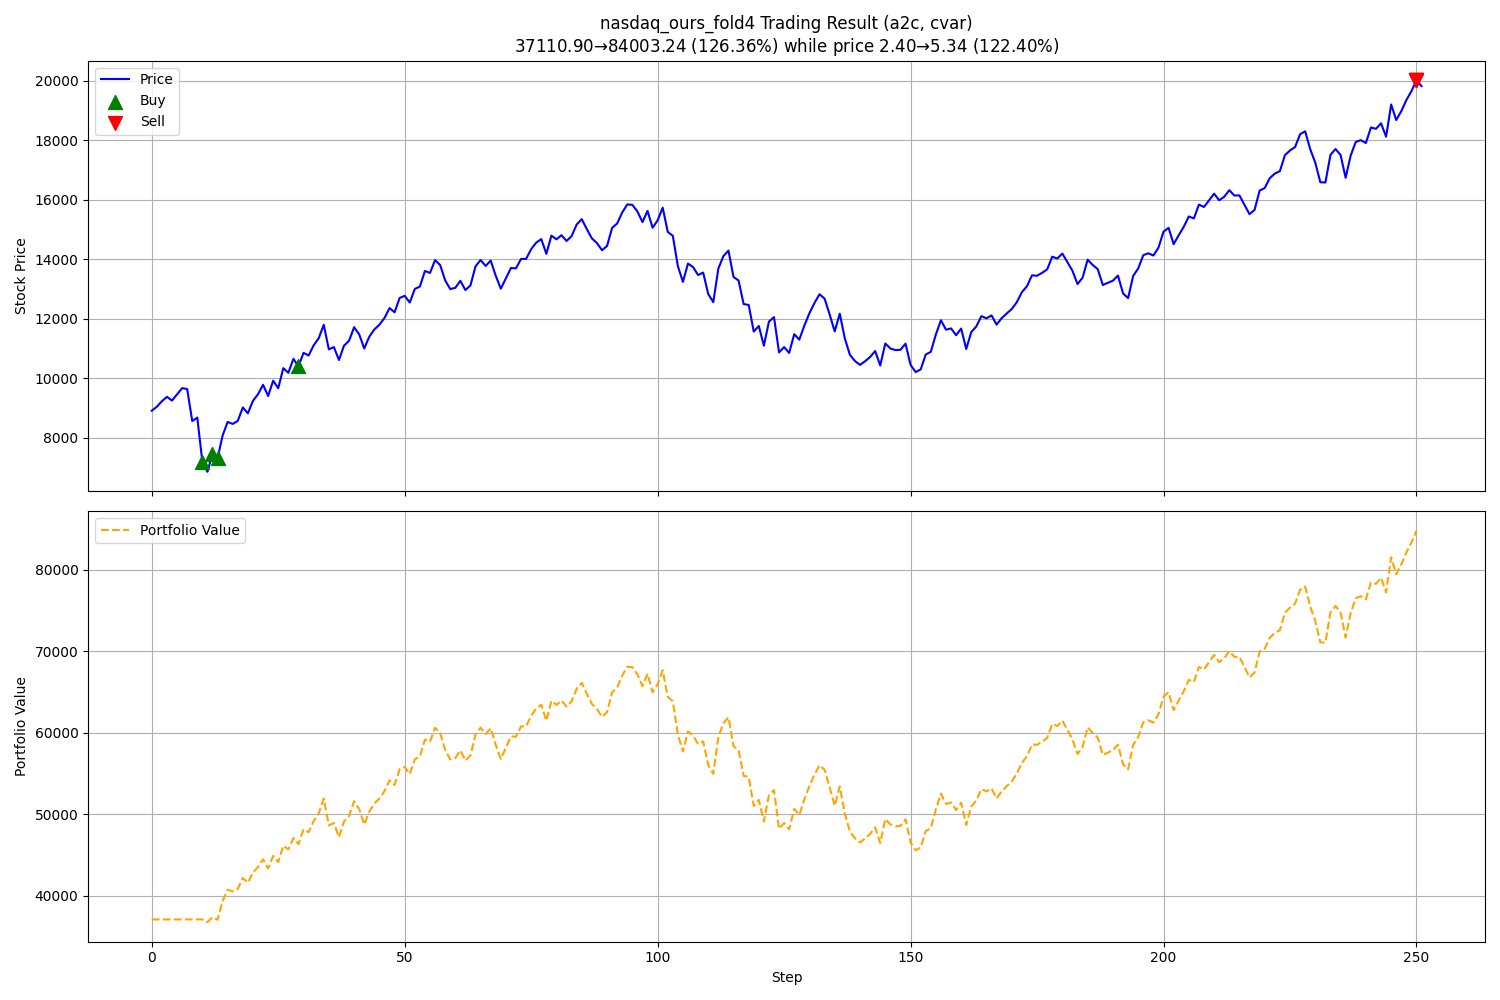 nasdaq_ours_fold4 Trading Result (a2c, cvar)
37110.90→84003.24 (126.36%) while price 2.40→5.34 (122.40%)
Price
Buy
Sell
Stock Price
20000
18000
16000
14000
12000
10000
8000
Portfolio Value
Portfolio Value
80000
70000
60000
50000
40000
0
50
100
150
200
250
Step